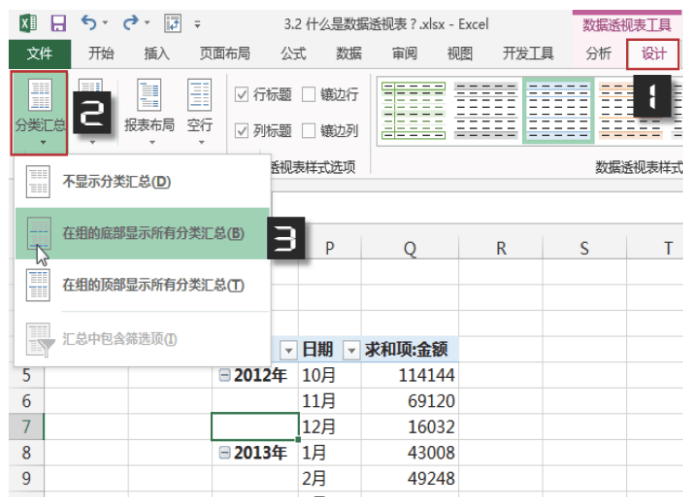 3.2 什么是数据透视表？.xlsx - Excel
数据透视表工具
文件 开始 插入 页面布局 公式 数据 审阅 视图 开发工具 分析 设计
1
分类汇总 2 报表布局 空行
行标题 镶边行
列标题 镶边列
透视表样式选项 数据透视表样式
不显示分类汇总(D)
在组的底部显示所有分类汇总(B) 3
在组的顶部显示所有分类汇总(T)
汇总中包含筛选项(I)
P Q R S T
日期 求和项:金额
5 2012年 10月 114144
6 11月 69120
7 12月 16032
8 2013年 1月 43008
9 2月 49248